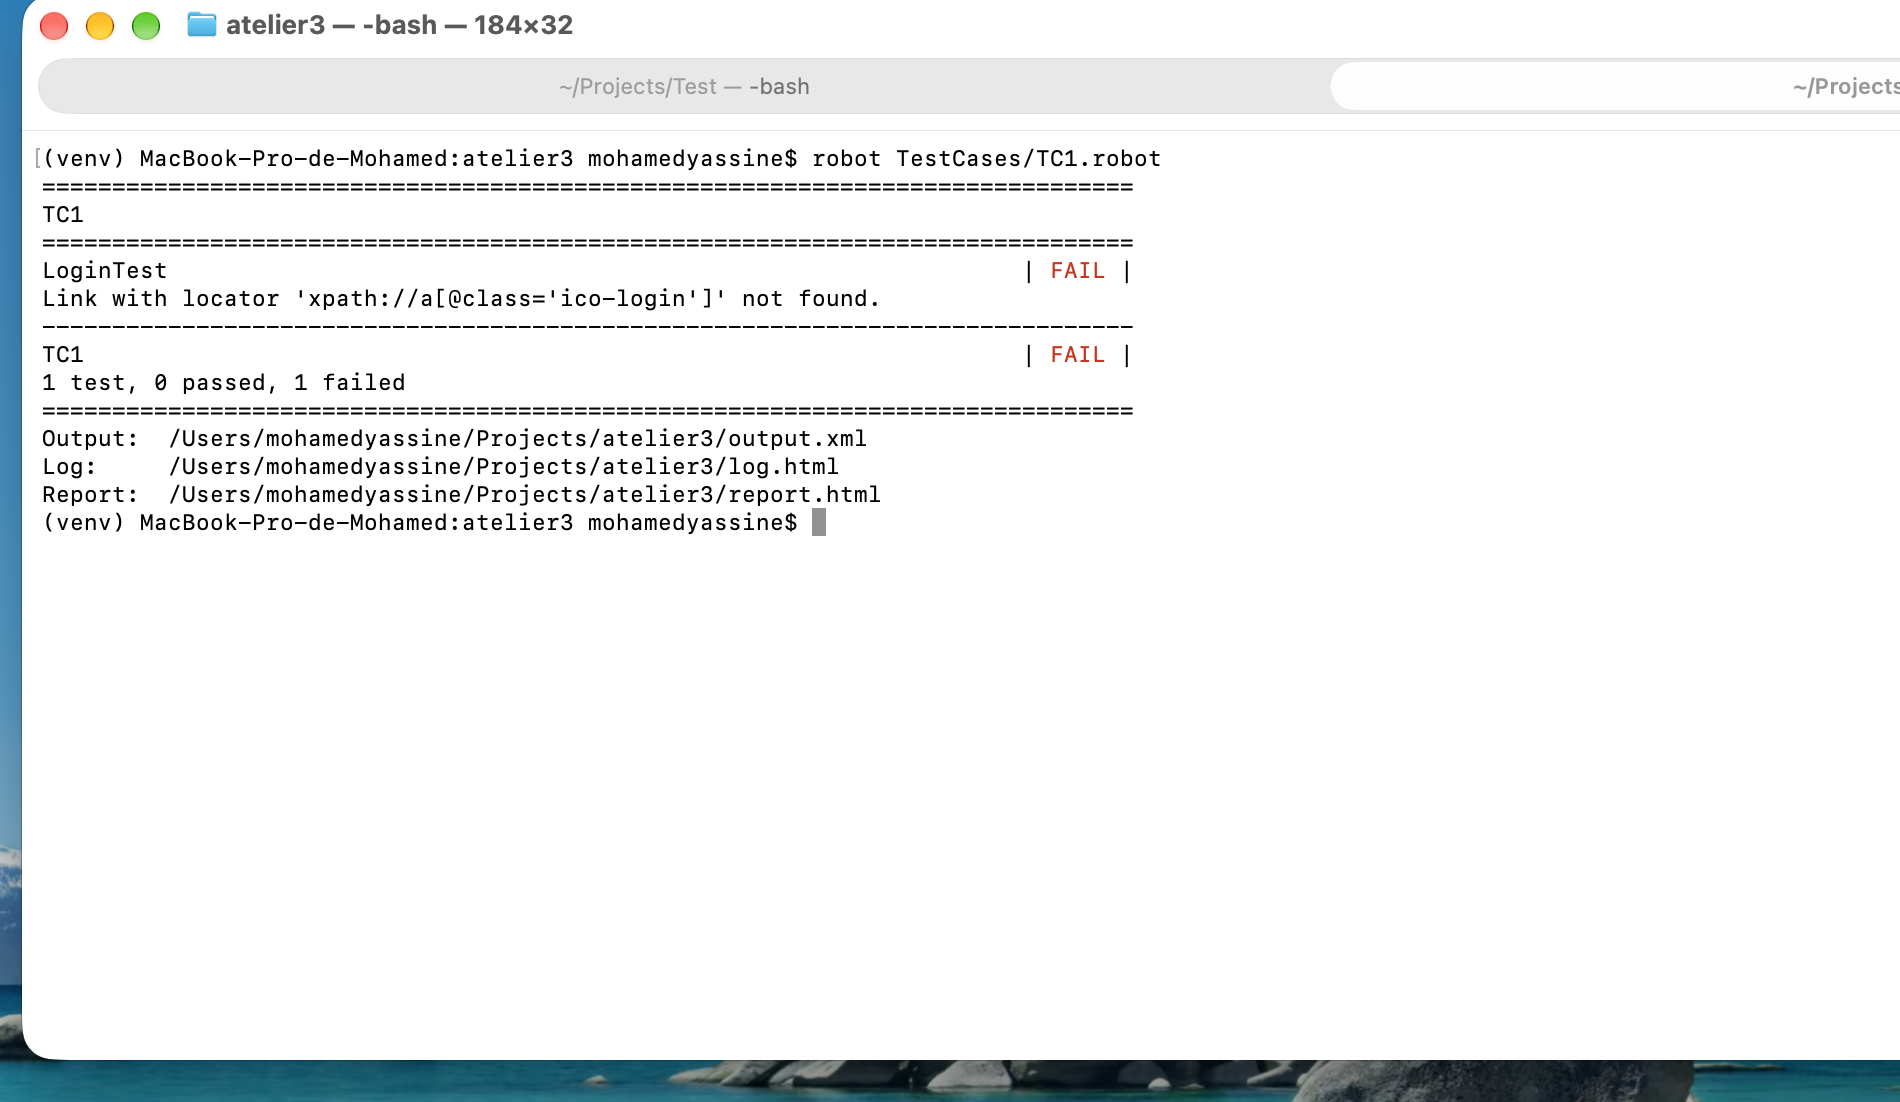 atelier3 — -bash — 184×32
~/Projects/Test — -bash
~/Projects
[(venv) MacBook-Pro-de-Mohamed:atelier3 mohamedyassine$ robot TestCases/TC1.robot
==============================================================================
TC1
==============================================================================
LoginTest | FAIL |
Link with locator 'xpath://a[@class='ico-login']' not found.
------------------------------------------------------------------------------
TC1 | FAIL |
1 test, 0 passed, 1 failed
==============================================================================
Output:  /Users/mohamedyassine/Projects/atelier3/output.xml
Log:     /Users/mohamedyassine/Projects/atelier3/log.html
Report:  /Users/mohamedyassine/Projects/atelier3/report.html
(venv) MacBook-Pro-de-Mohamed:atelier3 mohamedyassine$